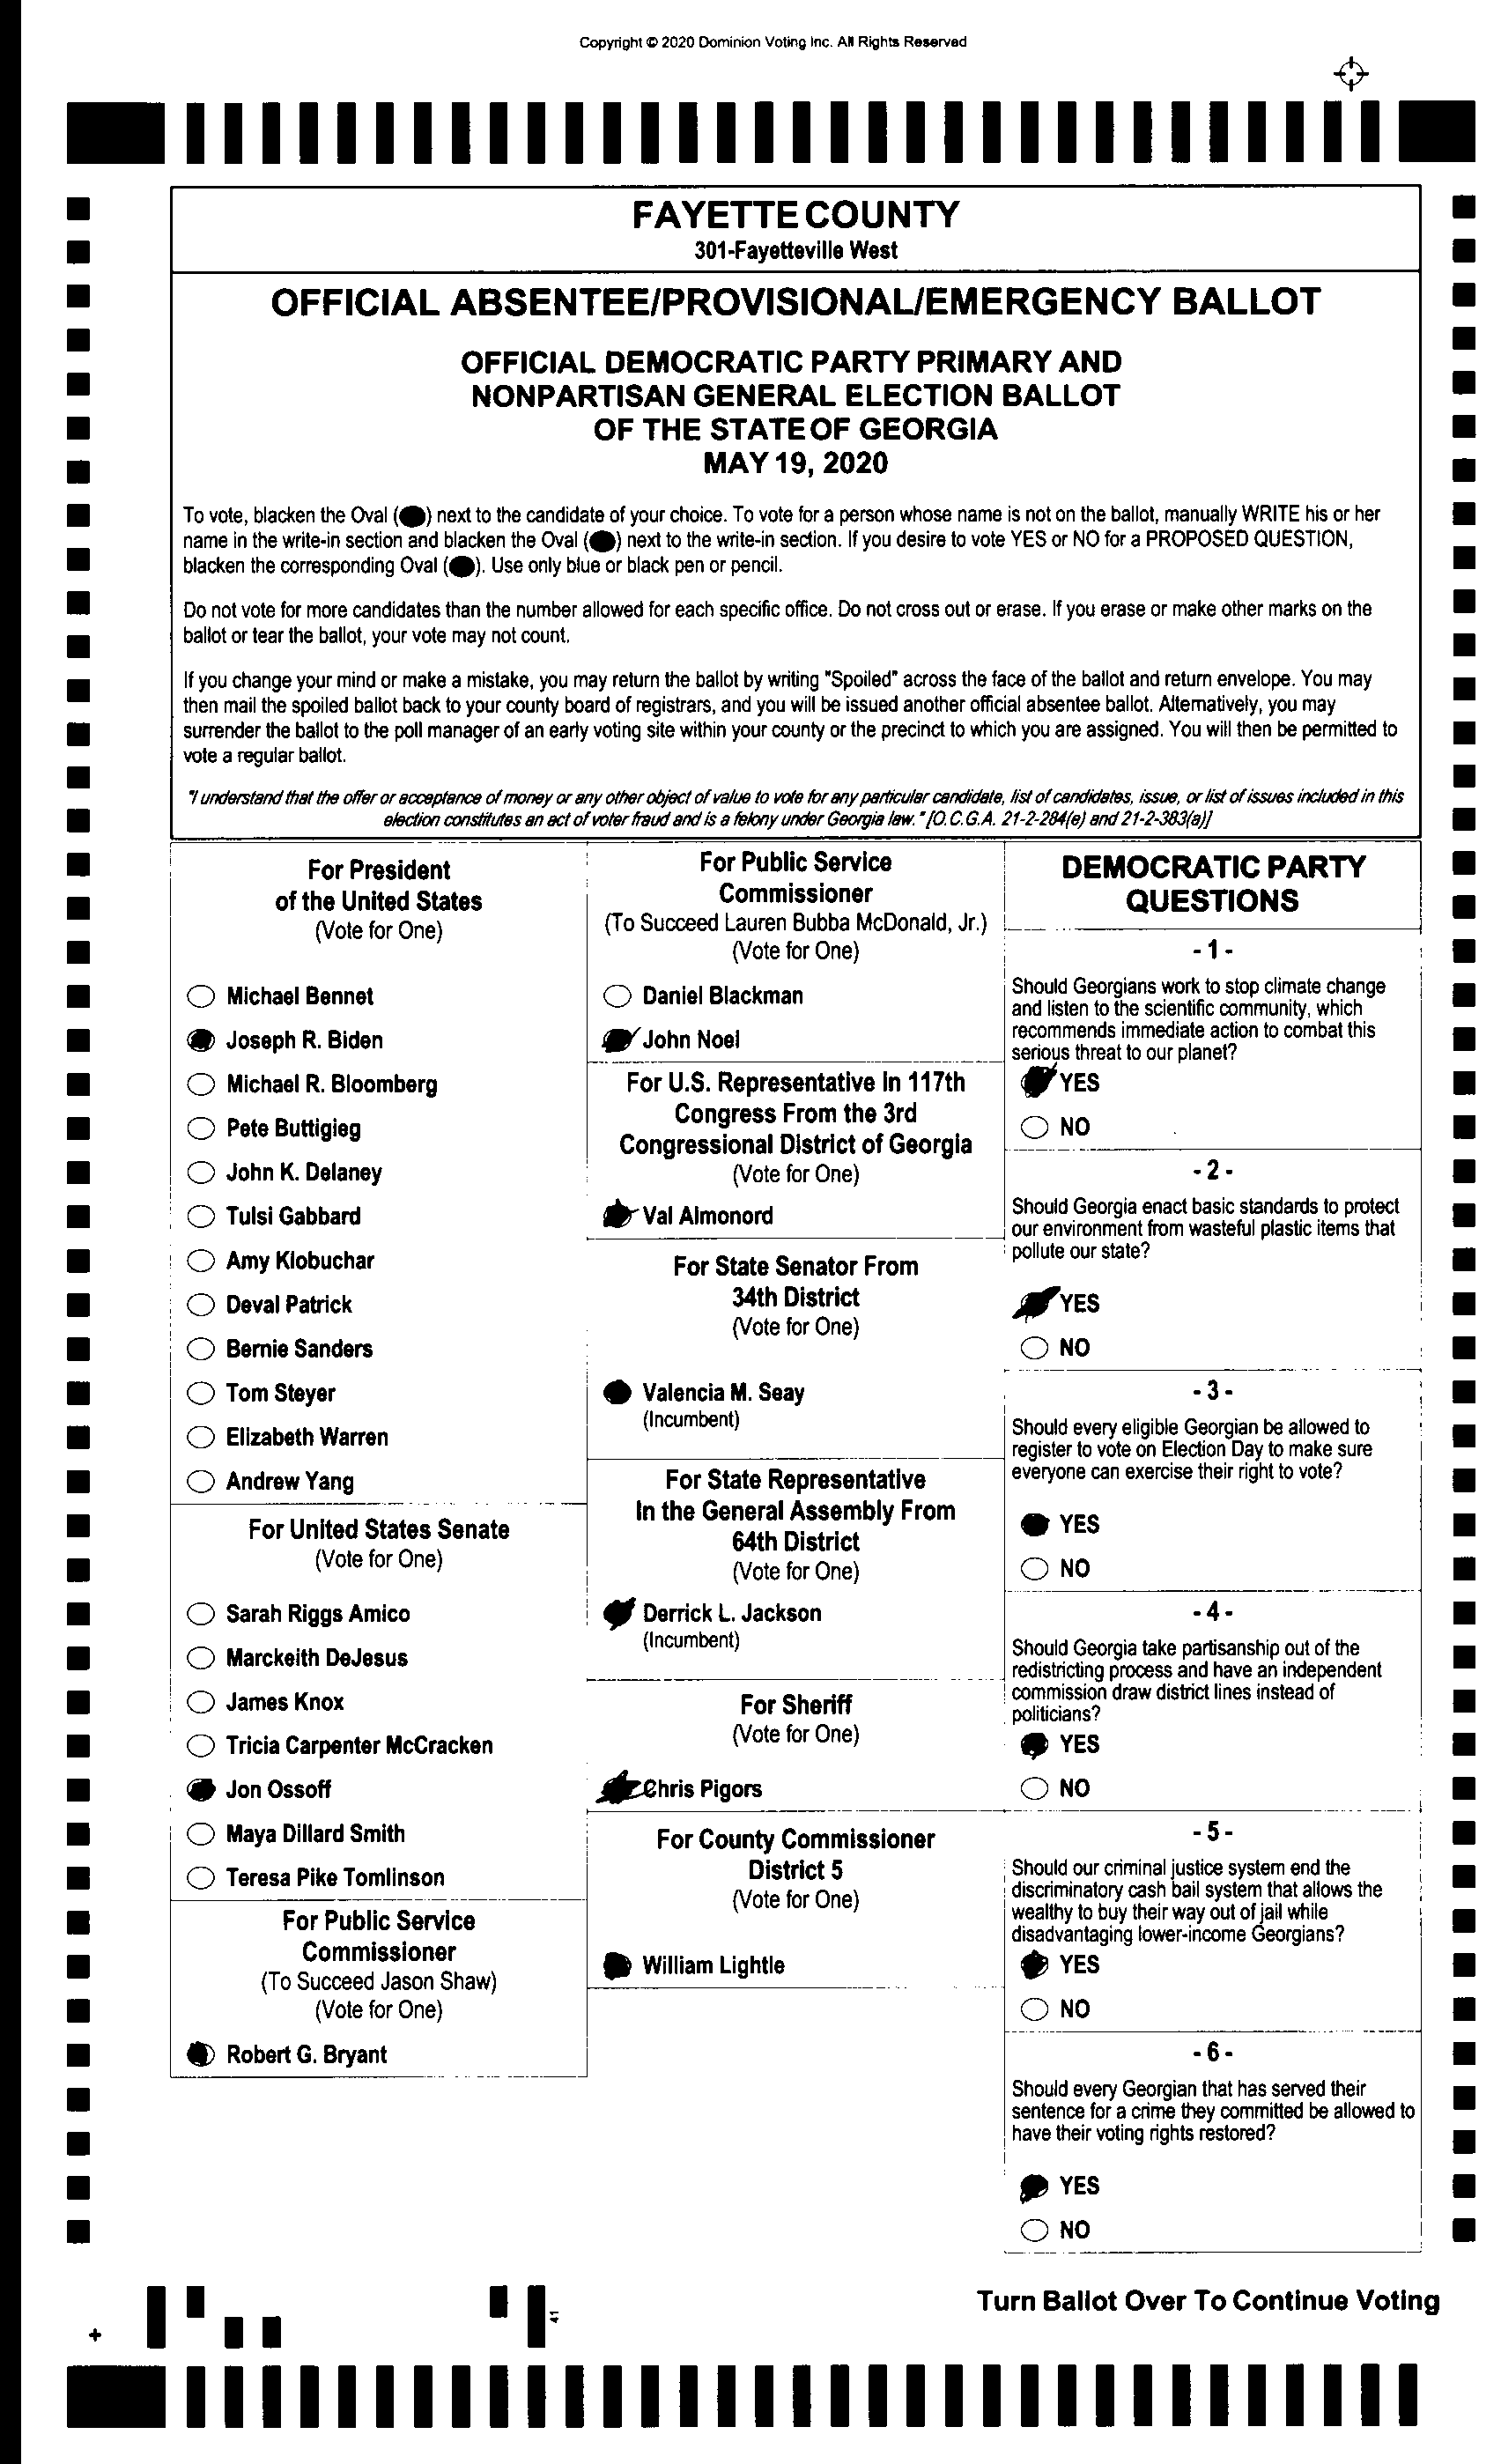 Copyright © 2020 Dominion Voting Inc. All Rights Reserved
FAYETTE COUNTY
301-Fayetteville West
OFFICIAL ABSENTEE/PROVISIONAL/EMERGENCY BALLOT
OFFICIAL DEMOCRATIC PARTY PRIMARY AND
NONPARTISAN GENERAL ELECTION BALLOT
OF THE STATE OF GEORGIA
MAY 19, 2020
To vote, blacken the Oval ( ) next to the candidate of your choice. To vote for a person whose name is not on the ballot, manually WRITE his or her
name in the write-in section and blacken the Oval ( ) next to the write-in section. If you desire to vote YES or NO for a PROPOSED QUESTION,
blacken the corresponding Oval ( ). Use only blue or black pen or pencil.
Do not vote for more candidates than the number allowed for each specific office. Do not cross out or erase. If you erase or make other marks on the
ballot or tear the ballot, your vote may not count.
If you change your mind or make a mistake, you may return the ballot by writing "Spoiled" across the face of the ballot and return envelope. You may
then mail the spoiled ballot back to your county board of registrars, and you will be issued another official absentee ballot. Alternatively, you may
surrender the ballot to the poll manager of an early voting site within your county or the precinct to which you are assigned. You will then be permitted to
vote a regular ballot.
"I understand that the offer or acceptance of money or any other object of value to vote for any particular candidate, list of candidates, issue, or list of issues included in this
election constitutes an act of voter fraud and is a felony under Georgia law." [O.C.G.A. 21-2-284(e) and 21-2-383(a)]
For President
of the United States
(Vote for One)
Michael Bennet
Joseph R. Biden
Michael R. Bloomberg
Pete Buttigieg
John K. Delaney
Tulsi Gabbard
Amy Klobuchar
Deval Patrick
Bernie Sanders
Tom Steyer
Elizabeth Warren
Andrew Yang
For United States Senate
(Vote for One)
Sarah Riggs Amico
Marckeith DeJesus
James Knox
Tricia Carpenter McCracken
Jon Ossoff
Maya Dillard Smith
Teresa Pike Tomlinson
For Public Service
Commissioner
(To Succeed Jason Shaw)
(Vote for One)
Robert G. Bryant
For Public Service
Commissioner
(To Succeed Lauren Bubba McDonald, Jr.)
(Vote for One)
Daniel Blackman
John Noel
For U.S. Representative in 117th
Congress From the 3rd
Congressional District of Georgia
(Vote for One)
Val Almonord
For State Senator From
34th District
(Vote for One)
Valencia M. Seay
(Incumbent)
For State Representative
In the General Assembly From
64th District
(Vote for One)
Derrick L. Jackson
(Incumbent)
For Sheriff
(Vote for One)
Chris Pigors
For County Commissioner
District 5
(Vote for One)
William Lightle
DEMOCRATIC PARTY
QUESTIONS
- 1 -
Should Georgians work to stop climate change
and listen to the scientific community, which
recommends immediate action to combat this
serious threat to our planet?
YES
NO
- 2 -
Should Georgia enact basic standards to protect
our environment from wasteful plastic items that
pollute our state?
YES
NO
- 3 -
Should every eligible Georgian be allowed to
register to vote on Election Day to make sure
everyone can exercise their right to vote?
YES
NO
- 4 -
Should Georgia take partisanship out of the
redistricting process and have an independent
commission draw district lines instead of
politicians?
YES
NO
- 5 -
Should our criminal justice system end the
discriminatory cash bail system that allows the
wealthy to buy their way out of jail while
disadvantaging lower-income Georgians?
YES
NO
- 6 -
Should every Georgian that has served their
sentence for a crime they committed be allowed to
have their voting rights restored?
YES
NO
Turn Ballot Over To Continue Voting
41